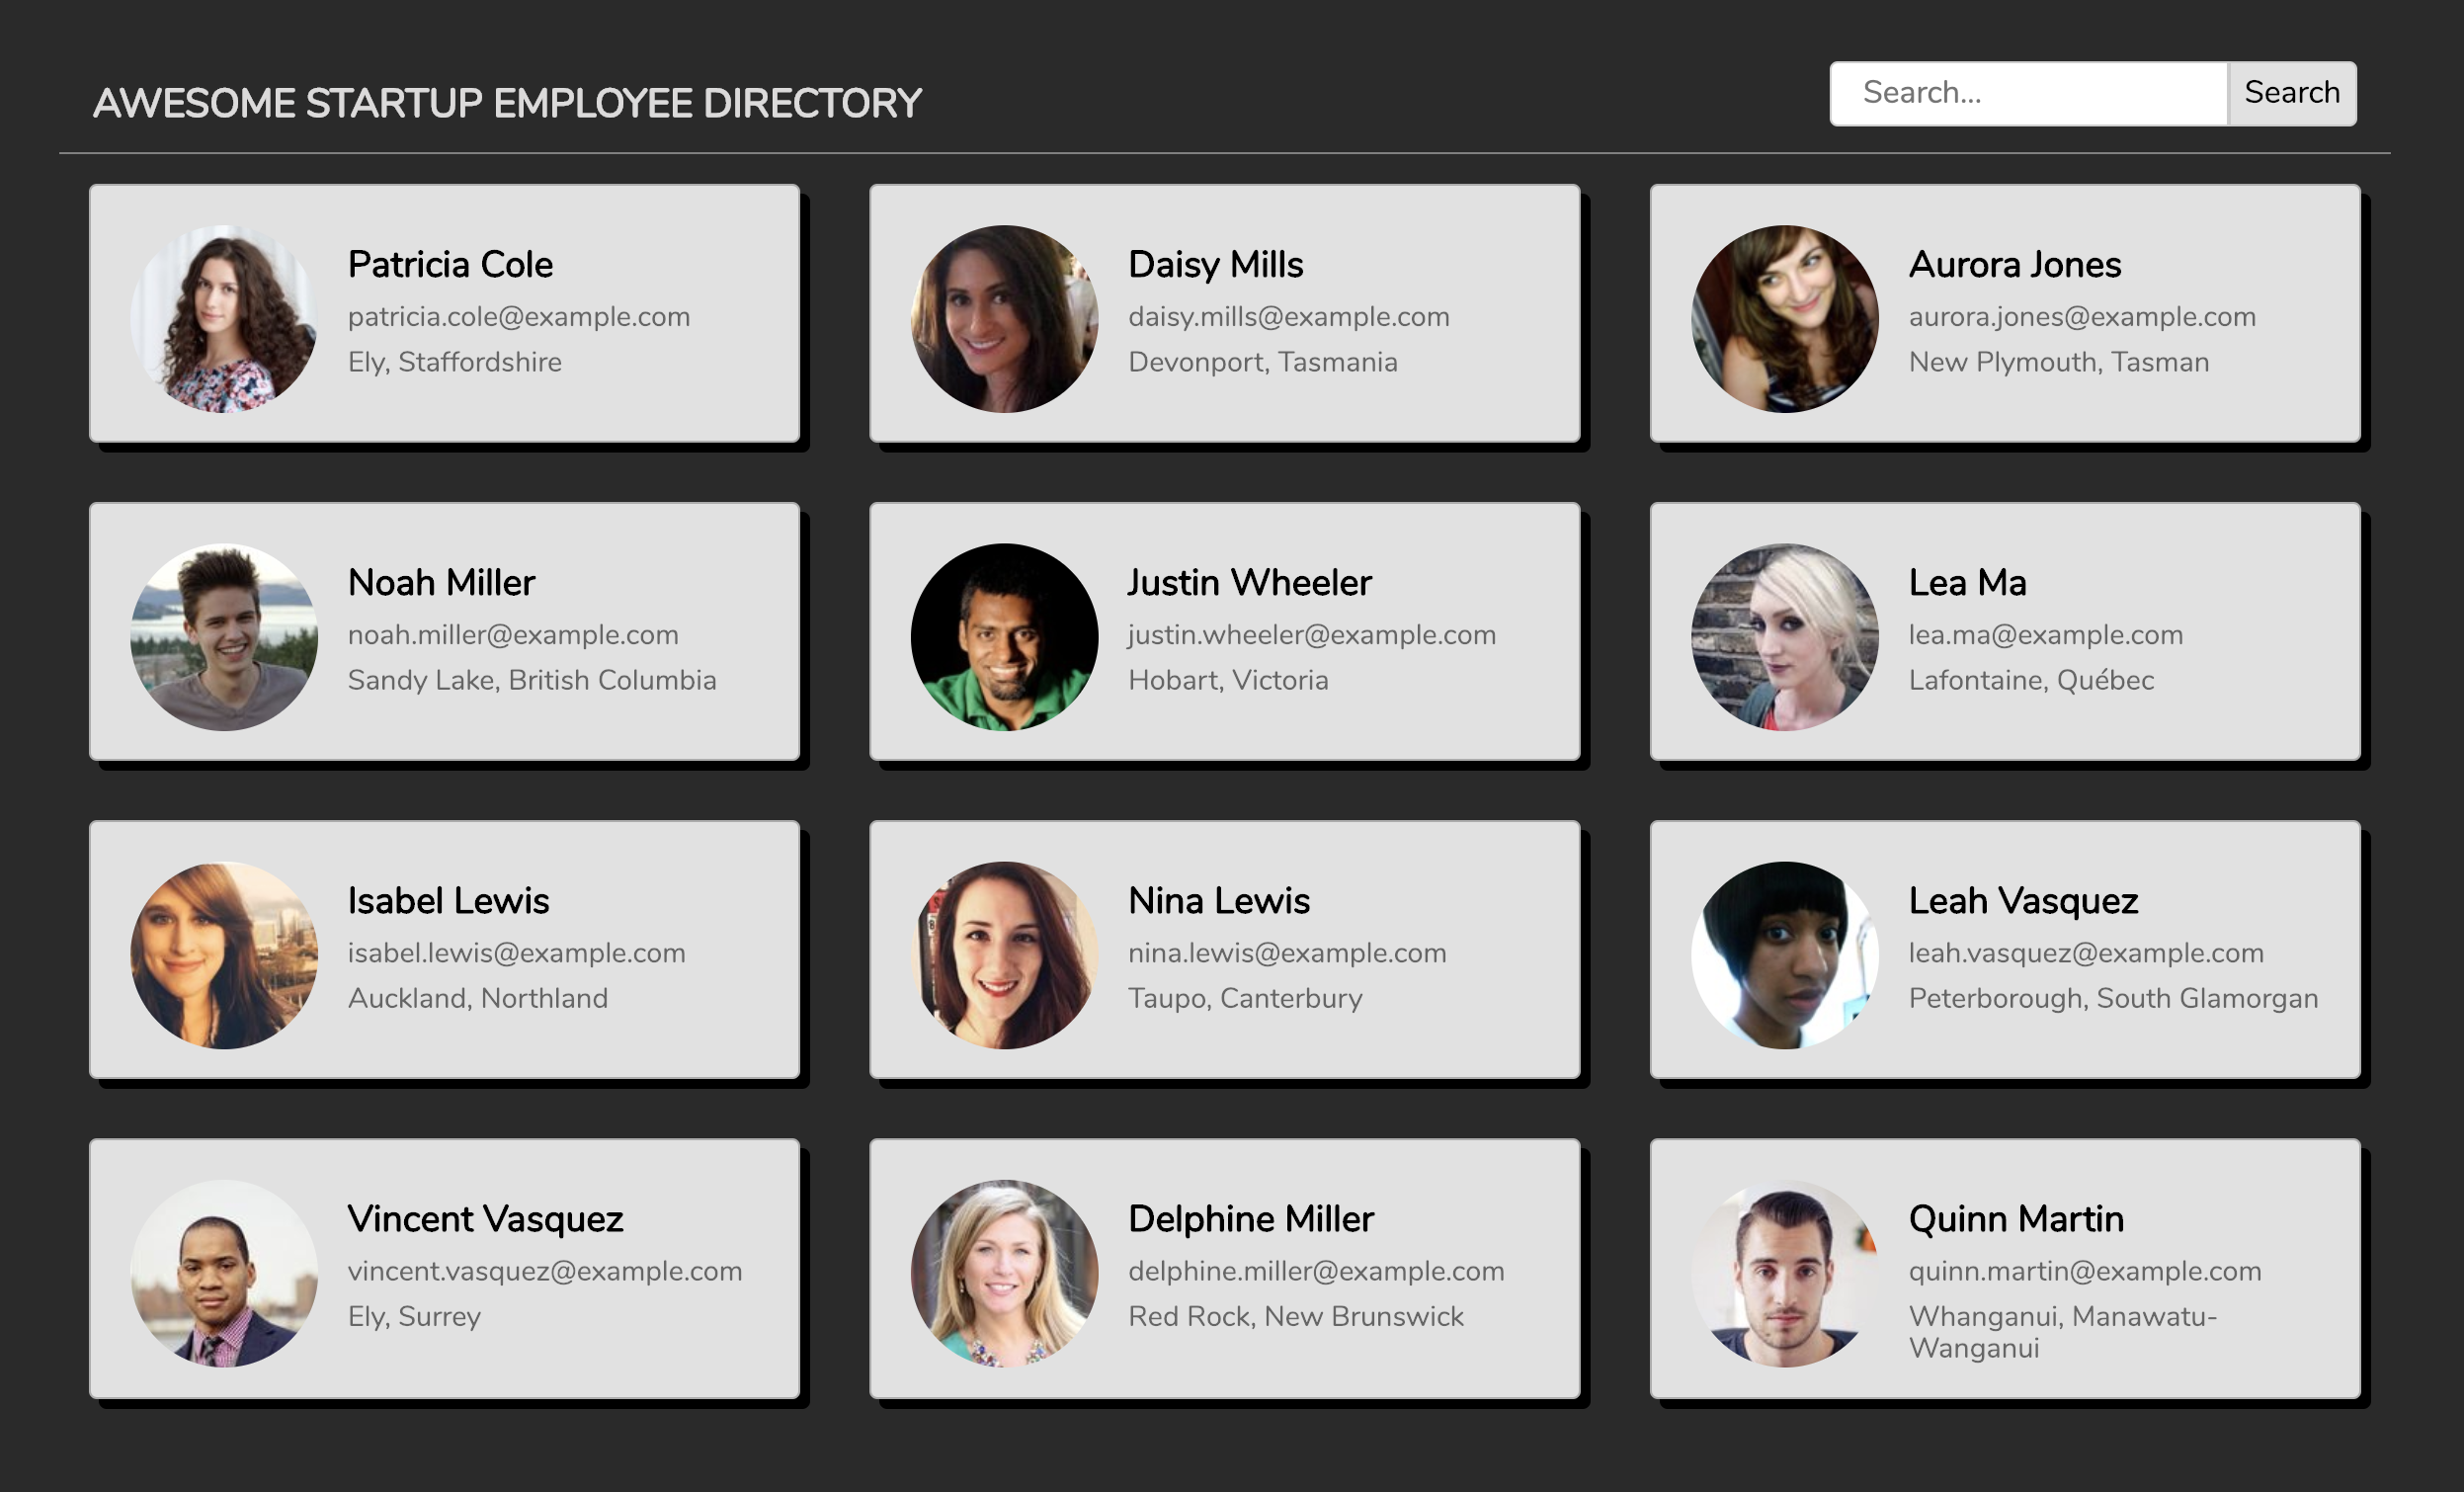 AWESOME STARTUP EMPLOYEE DIRECTORY
Search...
Search
Patricia Cole
patricia.cole@example.com
Ely, Staffordshire
Daisy Mills
daisy.mills@example.com
Devonport, Tasmania
Aurora Jones
aurora.jones@example.com
New Plymouth, Tasman
Noah Miller
noah.miller@example.com
Sandy Lake, British Columbia
Justin Wheeler
justin.wheeler@example.com
Hobart, Victoria
Lea Ma
lea.ma@example.com
Lafontaine, Québec
Isabel Lewis
isabel.lewis@example.com
Auckland, Northland
Nina Lewis
nina.lewis@example.com
Taupo, Canterbury
Leah Vasquez
leah.vasquez@example.com
Peterborough, South Glamorgan
Vincent Vasquez
vincent.vasquez@example.com
Ely, Surrey
Delphine Miller
delphine.miller@example.com
Red Rock, New Brunswick
Quinn Martin
quinn.martin@example.com
Whanganui, Manawatu-
Wanganui